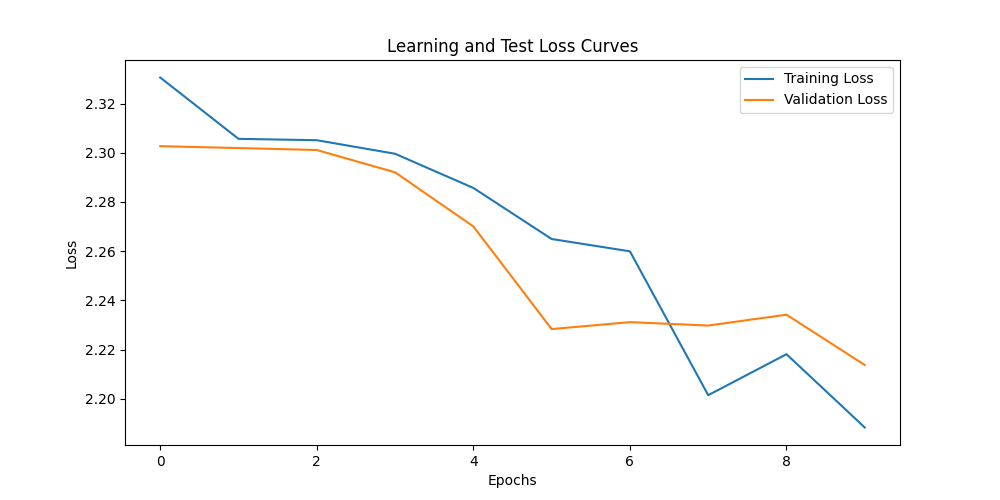 Learning and Test Loss Curves
Training Loss
Validation Loss
2.32
2.30
2.28
2.26
2.24
2.22
2.20
Loss
0 2 4 6 8
Epochs